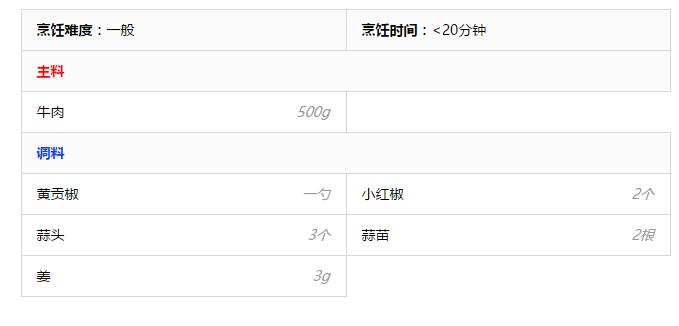 烹饪难度：一般 烹饪时间：<20分钟
主料
牛肉 500g
调料
黄贡椒 一勺 小红椒 2个
蒜头 3个 蒜苗 2根
姜 3g